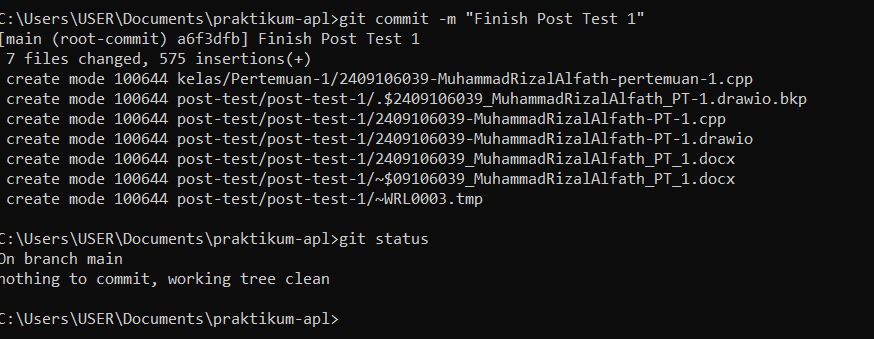 C:\Users\USER\Documents\praktikum-apl>git commit -m "Finish Post Test 1"
[main (root-commit) a6f3dfb] Finish Post Test 1
 7 files changed, 575 insertions(+)
 create mode 100644 kelas/Pertemuan-1/2409106039-MuhammadRizalAlfath-pertemuan-1.cpp
 create mode 100644 post-test/post-test-1/.$2409106039_MuhammadRizalAlfath_PT-1.drawio.bkp
 create mode 100644 post-test/post-test-1/2409106039-MuhammadRizalAlfath-PT-1.cpp
 create mode 100644 post-test/post-test-1/2409106039-MuhammadRizalAlfath-PT-1.drawio
 create mode 100644 post-test/post-test-1/2409106039_MuhammadRizalAlfath_PT_1.docx
 create mode 100644 post-test/post-test-1/~$09106039_MuhammadRizalAlfath_PT_1.docx
 create mode 100644 post-test/post-test-1/~WRL0003.tmp
C:\Users\USER\Documents\praktikum-apl>git status
On branch main
nothing to commit, working tree clean
C:\Users\USER\Documents\praktikum-apl>